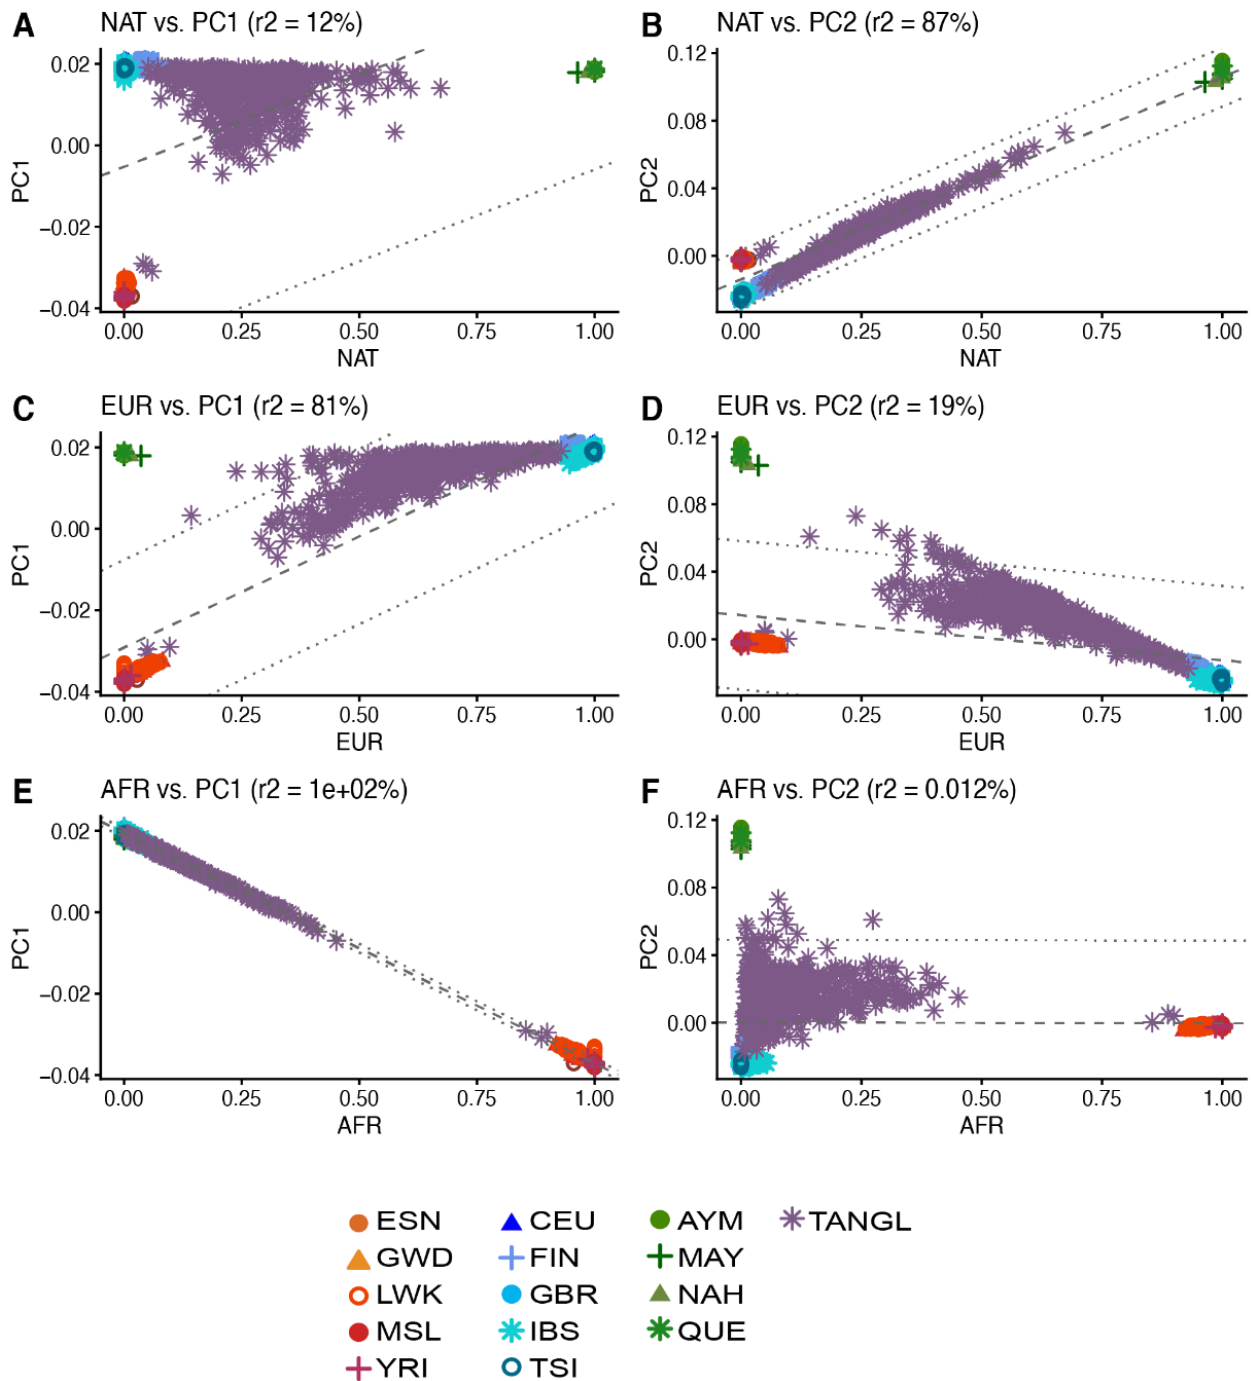 A NAT vs. PC1 (r2 = 12%)
0.02
0.00
−0.02
−0.04
PC1
0.00 0.25 0.50 0.75 1.00
NAT
B NAT vs. PC2 (r2 = 87%)
0.12
0.08
0.04
0.00
PC2
0.00 0.25 0.50 0.75 1.00
NAT
C EUR vs. PC1 (r2 = 81%)
0.02
0.00
−0.02
−0.04
PC1
0.00 0.25 0.50 0.75 1.00
EUR
D EUR vs. PC2 (r2 = 19%)
0.12
0.08
0.04
0.00
PC2
0.00 0.25 0.50 0.75 1.00
EUR
E AFR vs. PC1 (r2 = 1e+02%)
0.02
0.00
−0.02
−0.04
PC1
0.00 0.25 0.50 0.75 1.00
AFR
F AFR vs. PC2 (r2 = 0.012%)
0.12
0.08
0.04
0.00
PC2
0.00 0.25 0.50 0.75 1.00
AFR
ESN CEU AYM TANGL
GWD FIN MAY
LWK GBR NAH
MSL IBS QUE
YRI TSI